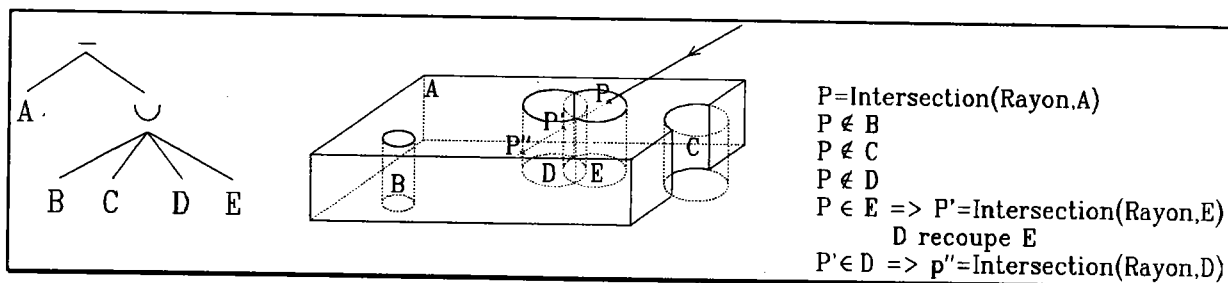 −
A ∪
B C D E
A
P
P'
P''
D E
B
C
P=Intersection(Rayon,A)
P ∉ B
P ∉ C
P ∉ D
P ∈ E => P'=Intersection(Rayon,E)
D recoupe E
P'∈ D => p''=Intersection(Rayon,D)